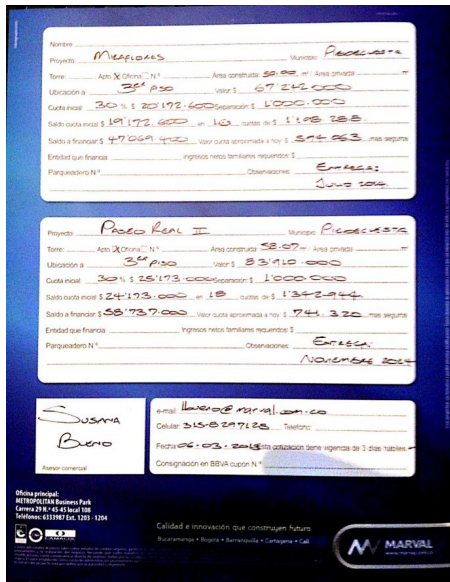 Nombre:
Proyecto Miraflores Municipio Piedecuesta
Torre: Apto X Oficina N.º Área construida 50.00 m² Área privada m²
Ubicación a 3er piso Valor $ 67'242.000
Cuota inicial 30 % $ 20'172.600 Separación $ 1'000.000
Saldo cuota inicial $ 19'172.600 en 16 cuotas de $ 1'198.288
Saldo a financiar $ 47'069.400 Valor cuota aproximada a hoy $ 594.063 más seguros
Entidad que financia Ingresos netos familiares requeridos $
Parqueadero N.º Observaciones: Entrega:
Julio 2014
Proyecto Paseo Real II Municipio Piedecuesta
Torre: Apto X Oficina N.º Área construida 58.07 m² Área privada m²
Ubicación a 3er piso Valor $ 83'910.000
Cuota inicial 30 % $ 25'173.000 Separación $ 1'000.000
Saldo cuota inicial $ 24'173.000 en 18 cuotas de $ 1'342.944
Saldo a financiar $ 58'737.000 Valor cuota aproximada a hoy $ 741.320 más seguros
Entidad que financia Ingresos netos familiares requeridos $
Parqueadero N.º Observaciones: Entrega:
Noviembre 2014
Susana
Bueno
Asesor comercial
e-mail:
Celular: 315-8297128 Teléfono:
Fecha 06-03-2013 Esta cotización tiene vigencia de 3 días hábiles
Consignación en BBVA cupón N.º
Oficina principal:
METROPOLITAN Business Park
Carrera 29 N.º 45-45 local 108
Teléfonos: 6333987 Ext. 1203 - 1204
CAMACOL
Calidad e innovación que construyen futuro
Bucaramanga • Bogotá • Barranquilla • Cartagena • Cali
MARVAL
www.marval.com.co